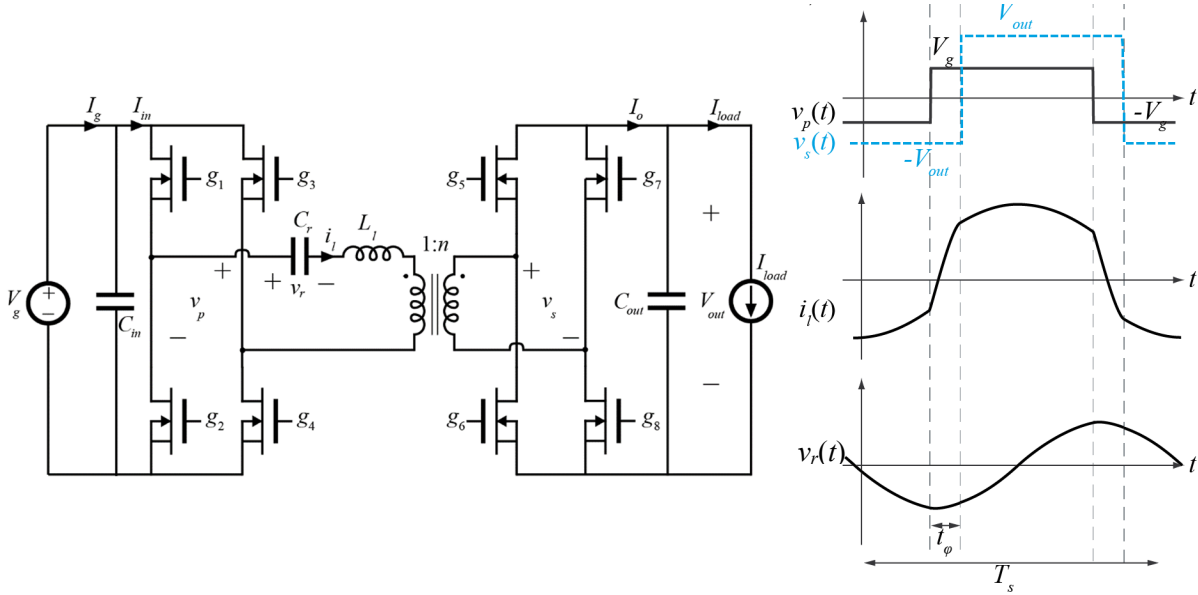 I_g
I_in
I_o
I_load
g_1
g_3
g_5
g_7
C_r
i_l
L_l
1:n
+
+
−
v_r
+
+
V_g
+
−
C_in
v_p
v_s
C_out
V_out
I_load
−
−
−
g_2
g_4
g_6
g_8
V_out
V_g
t
v_p(t)
-V_g
v_s(t)
-V_out
t
i_l(t)
v_r(t)
t
t_φ
T_s